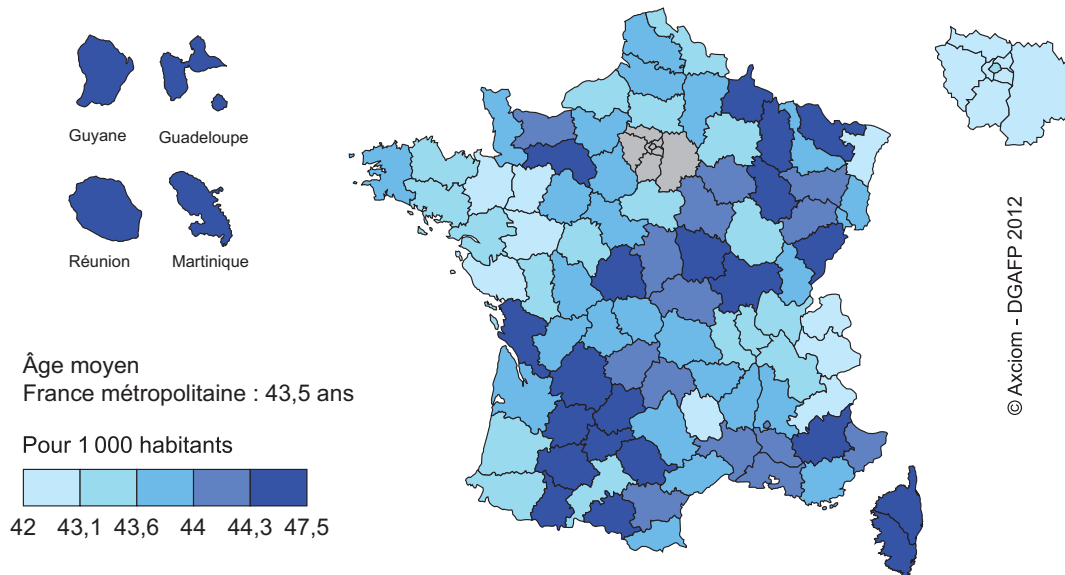 Guyane
Guadeloupe
Réunion
Martinique
Âge moyen
France métropolitaine : 43,5 ans
Pour 1 000 habitants
42 43,1 43,6 44 44,3 47,5
© Axciom - DGAFP 2012